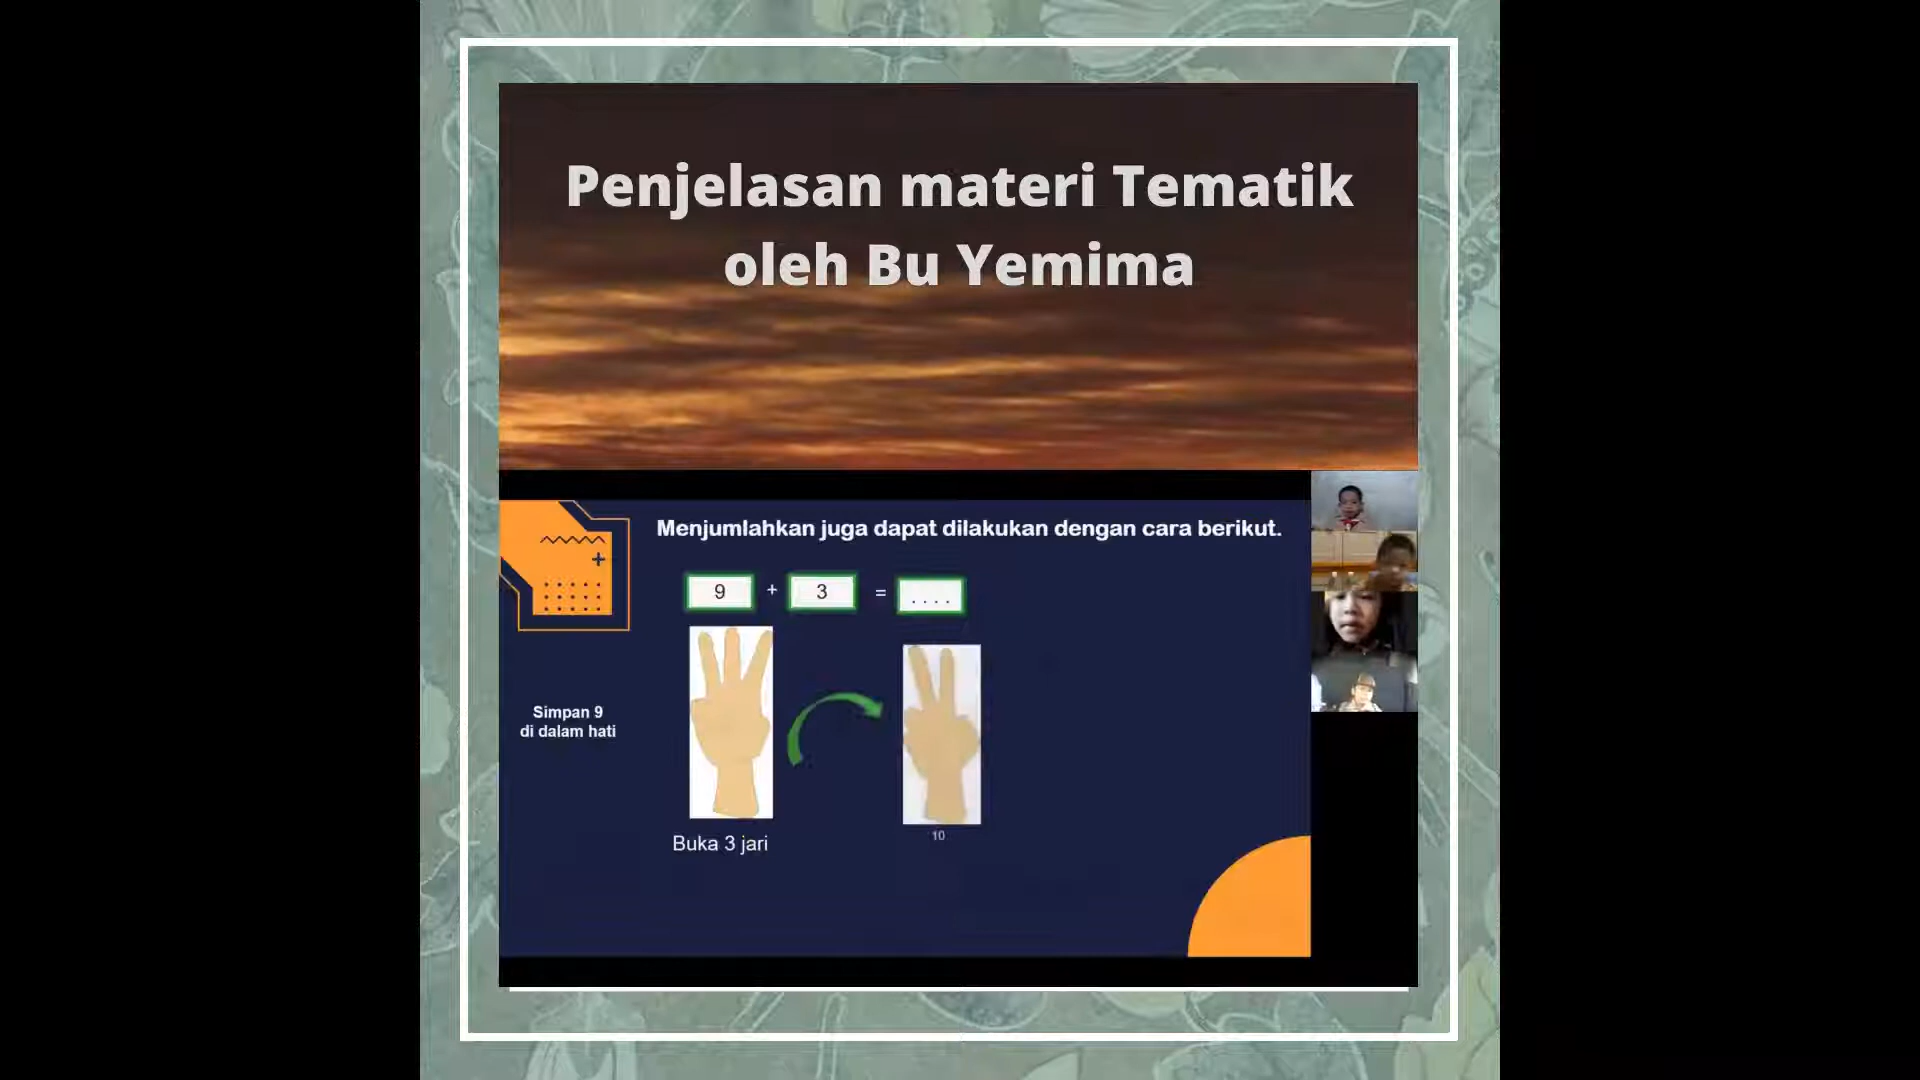 Penjelasan materi Tematik
oleh Bu Yemima
Menjumlahkan juga dapat dilakukan dengan cara berikut.
9 + 3 = ....
Simpan 9
di dalam hati
Buka 3 jari
10